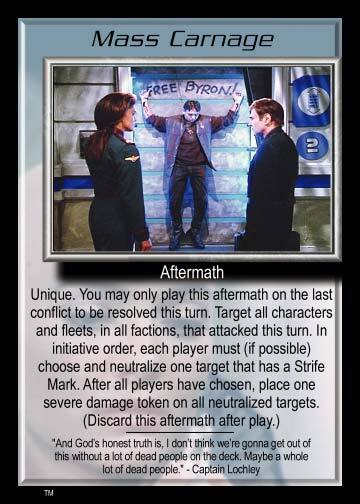 Mass Carnage
FREE BYRON!
2
Aftermath
Unique. You may only play this aftermath on the last
conflict to be resolved this turn. Target all characters
and fleets, in all factions, that attacked this turn. In
initiative order, each player must (if possible)
choose and neutralize one target that has a Strife
Mark. After all players have chosen, place one
severe damage token on all neutralized targets.
(Discard this aftermath after play.)
"And God's honest truth is, I don't think we're gonna get out of
this without a lot of dead people on the deck. Maybe a whole
lot of dead people." - Captain Lochley
TM